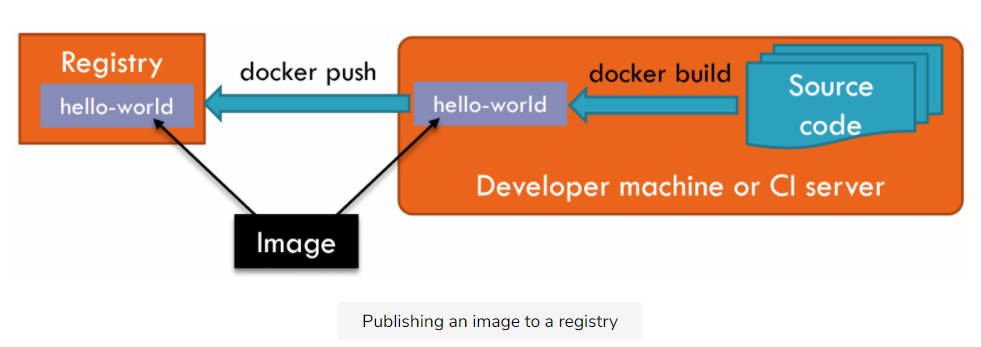 Registry
hello-world
docker push
hello-world
docker build
Source
code
Developer machine or CI server
Image
Publishing an image to a registry